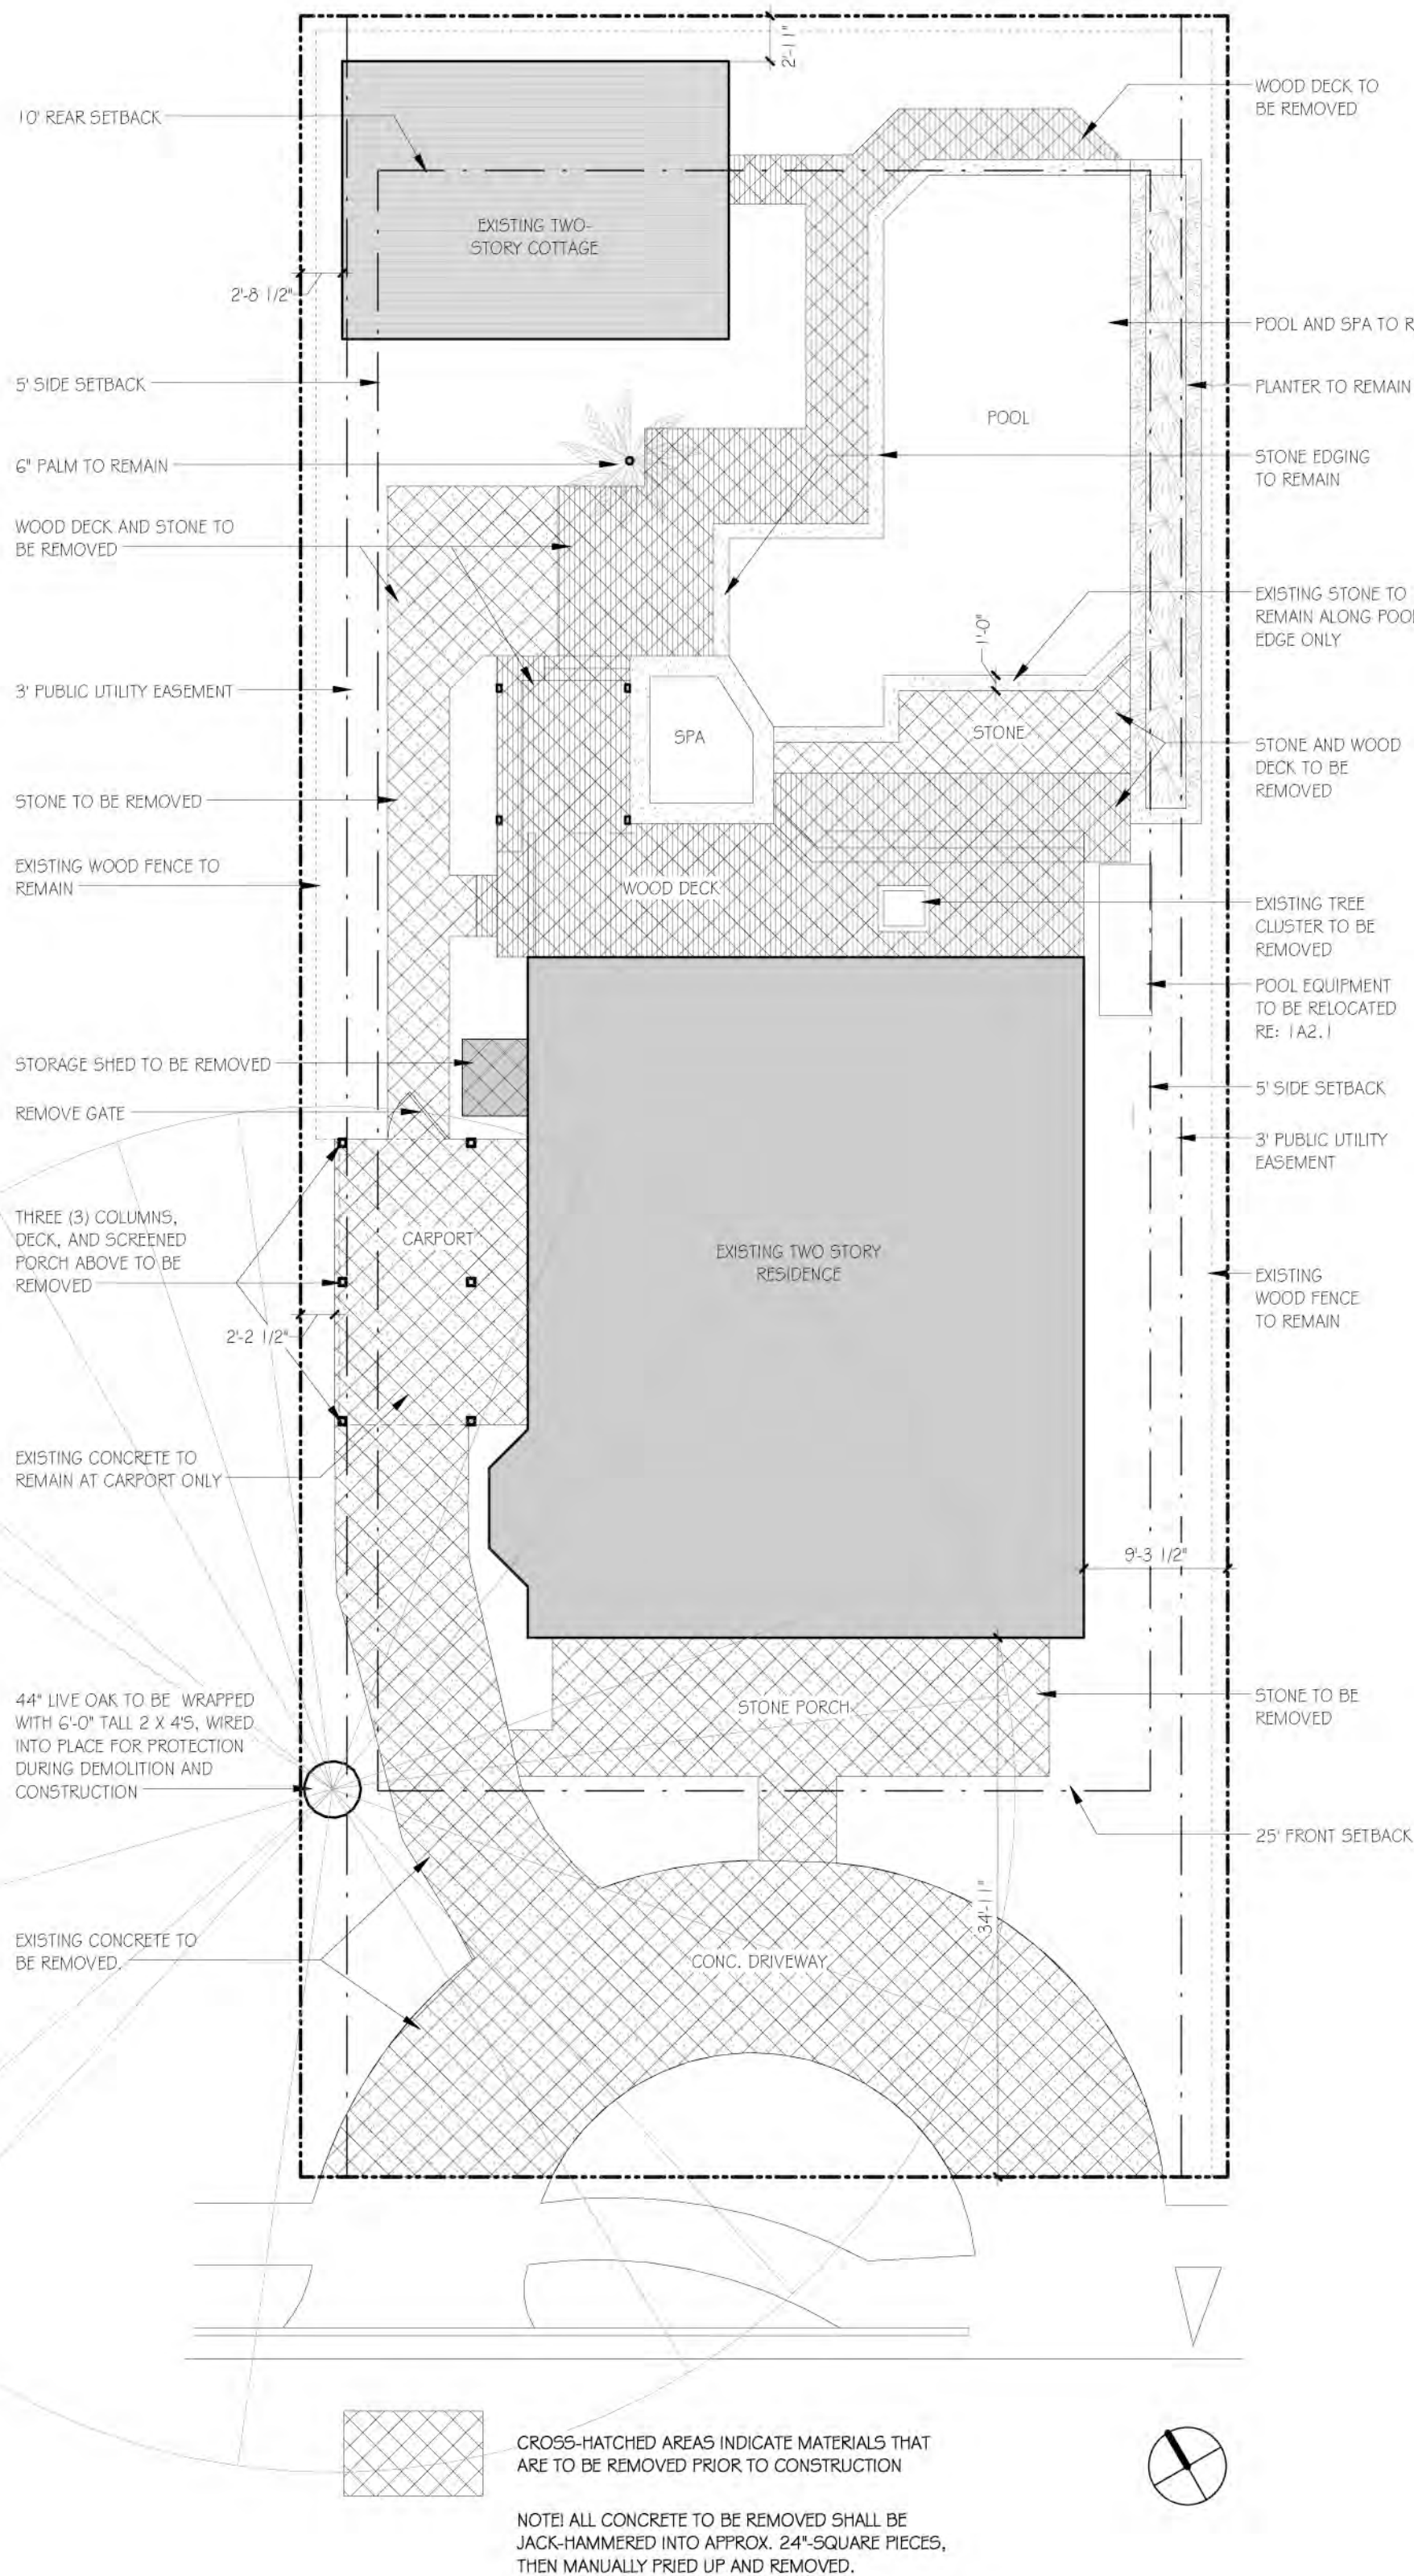 2'-11"
10' REAR SETBACK
EXISTING TWO-
STORY COTTAGE
2'-8 1/2"
5' SIDE SETBACK
6" PALM TO REMAIN
WOOD DECK AND STONE TO
BE REMOVED
3' PUBLIC UTILITY EASEMENT
STONE TO BE REMOVED
EXISTING WOOD FENCE TO
REMAIN
STORAGE SHED TO BE REMOVED
REMOVE GATE
THREE (3) COLUMNS,
DECK, AND SCREENED
PORCH ABOVE TO BE
REMOVED
2'-2 1/2"
EXISTING CONCRETE TO
REMAIN AT CARPORT ONLY
44" LIVE OAK TO BE WRAPPED
WITH 6'-0" TALL 2 X 4'S, WIRED
INTO PLACE FOR PROTECTION
DURING DEMOLITION AND
CONSTRUCTION
EXISTING CONCRETE TO
BE REMOVED.
POOL
SPA
1'-0"
STONE
WOOD DECK
CARPORT
EXISTING TWO STORY
RESIDENCE
9'-3 1/2"
STONE PORCH
34'-11"
CONC. DRIVEWAY
WOOD DECK TO
BE REMOVED
POOL AND SPA TO R
PLANTER TO REMAIN
STONE EDGING
TO REMAIN
EXISTING STONE TO
REMAIN ALONG POOL
EDGE ONLY
STONE AND WOOD
DECK TO BE
REMOVED
EXISTING TREE
CLUSTER TO BE
REMOVED
POOL EQUIPMENT
TO BE RELOCATED
RE: 1A2.1
5' SIDE SETBACK
3' PUBLIC UTILITY
EASEMENT
EXISTING
WOOD FENCE
TO REMAIN
STONE TO BE
REMOVED
25' FRONT SETBACK
CROSS-HATCHED AREAS INDICATE MATERIALS THAT
ARE TO BE REMOVED PRIOR TO CONSTRUCTION
NOTE! ALL CONCRETE TO BE REMOVED SHALL BE
JACK-HAMMERED INTO APPROX. 24"-SQUARE PIECES,
THEN MANUALLY PRIED UP AND REMOVED.